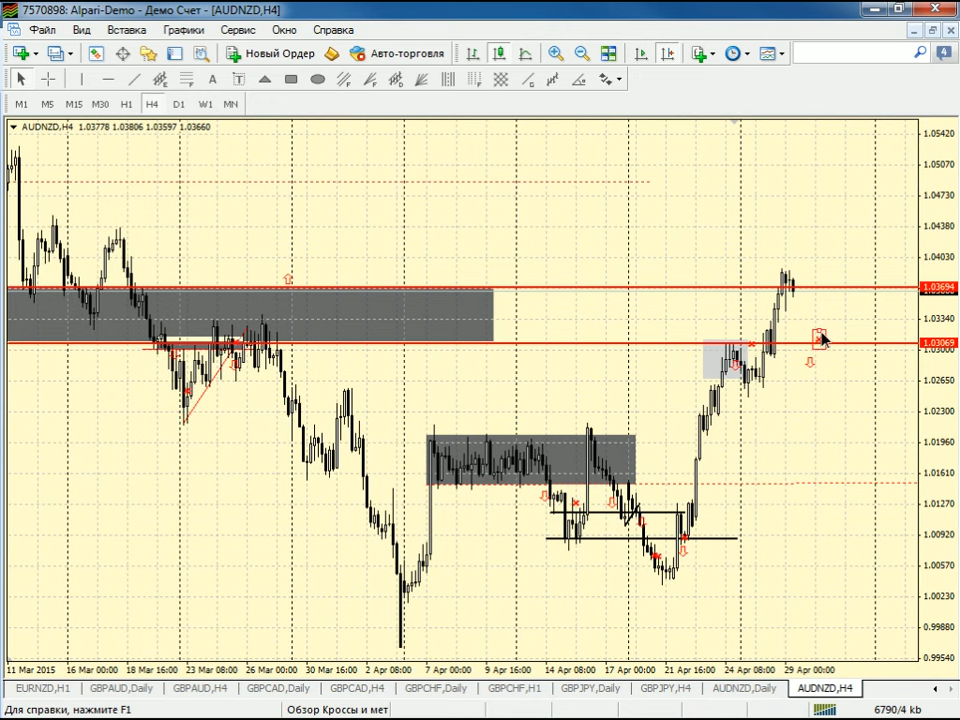 7570898: Alpari-Demo - Демо Счет - [AUDNZD,H4]
Файл Вид Вставка Графики Сервис Окно Справка
Новый Ордер Авто-торговля 4
A T
M1 M5 M15 M30 H1 H4 D1 W1 MN
AUDNZD,H4 1.03778 1.03806 1.03597 1.03660
1.05420
1.05070
1.04730
1.04380
1.04030
1.03694
1.03340
1.03069
1.03000
1.02650
1.02300
1.01960
1.01610
1.01270
1.00920
1.00570
1.00230
0.99880
0.99540
11 Mar 2015 16 Mar 00:00 18 Mar 16:00 23 Mar 08:00 26 Mar 00:00 30 Mar 16:00 2 Apr 08:00 7 Apr 00:00 9 Apr 16:00 14 Apr 08:00 17 Apr 00:00 21 Apr 16:00 24 Apr 08:00 29 Apr 00:00
EURNZD,H1 GBPAUD,Daily GBPAUD,H4 GBPCAD,Daily GBPCAD,H4 GBPCHF,Daily GBPCHF,H1 GBPJPY,Daily GBPJPY,H4 AUDNZD,Daily AUDNZD,H4
Для справки, нажмите F1 Обзор Кроссы и мет 6790/4 kb